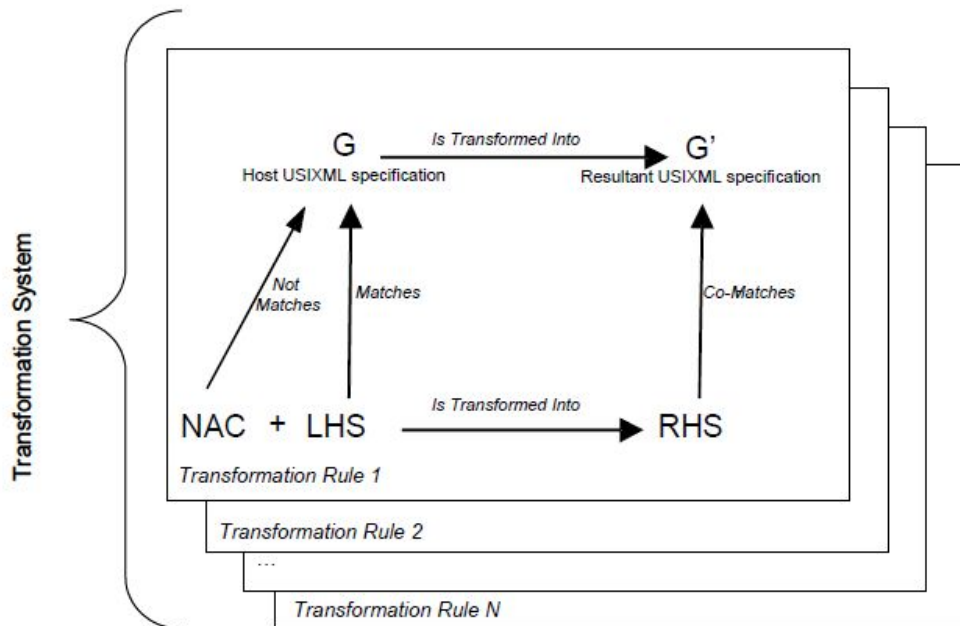 Transformation System
Is Transformed Into
G
G’
Host USIXML specification
Resultant USIXML specification
Not
Matches
Matches
Co-Matches
Is Transformed Into
NAC + LHS
RHS
Transformation Rule 1
Transformation Rule 2
...
Transformation Rule N